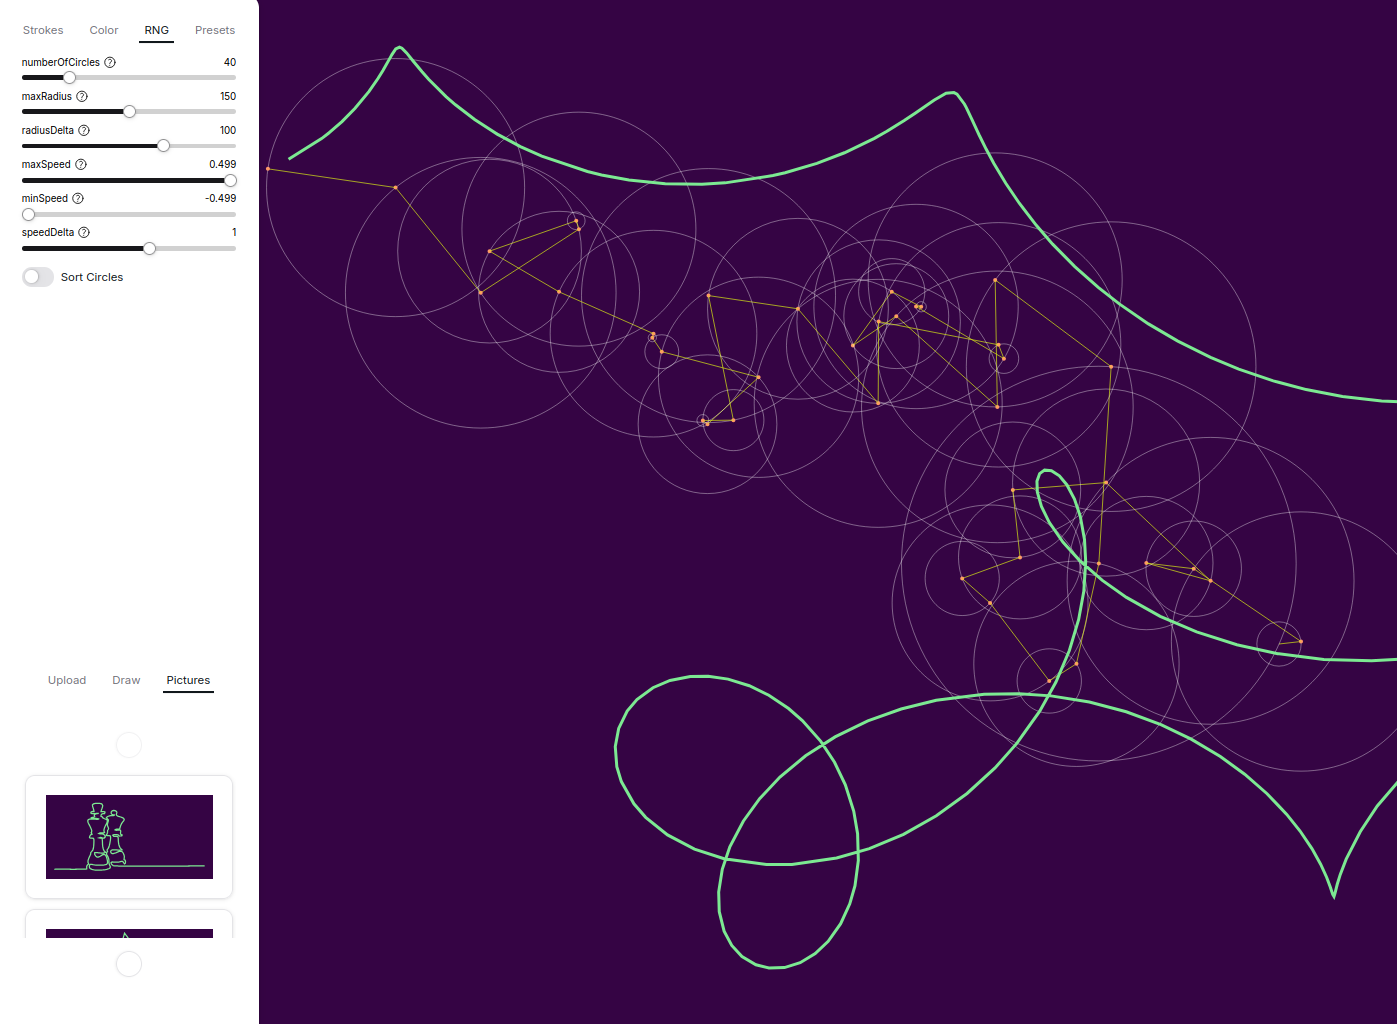 Strokes Color RNG Presets
numberOfCircles ? 40
maxRadius ? 150
radiusDelta ? 100
maxSpeed ? 0.499
minSpeed ? -0.499
speedDelta ? 1
Sort Circles
Upload Draw Pictures